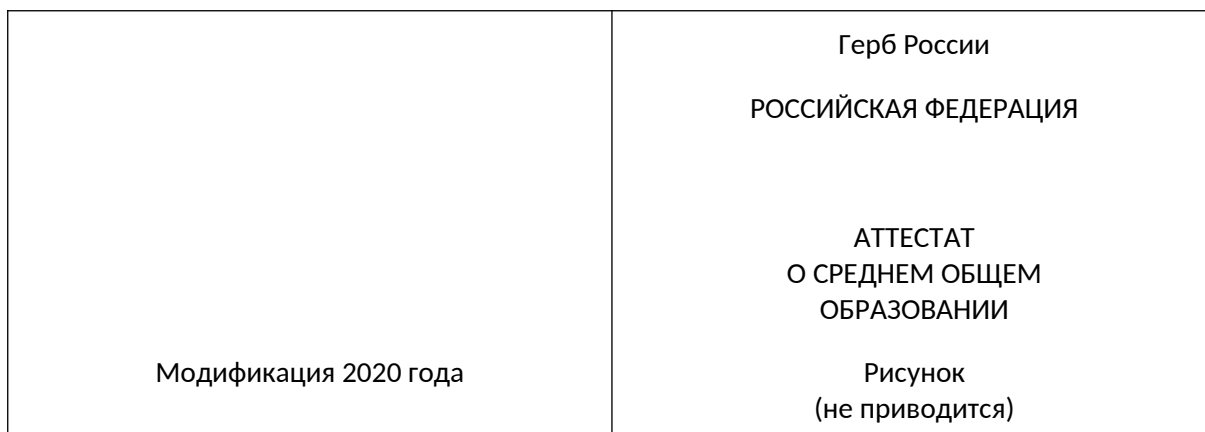 Герб России
РОССИЙСКАЯ ФЕДЕРАЦИЯ
АТТЕСТАТ
О СРЕДНЕМ ОБЩЕМ
ОБРАЗОВАНИИ
Модификация 2020 года
Рисунок
(не приводится)